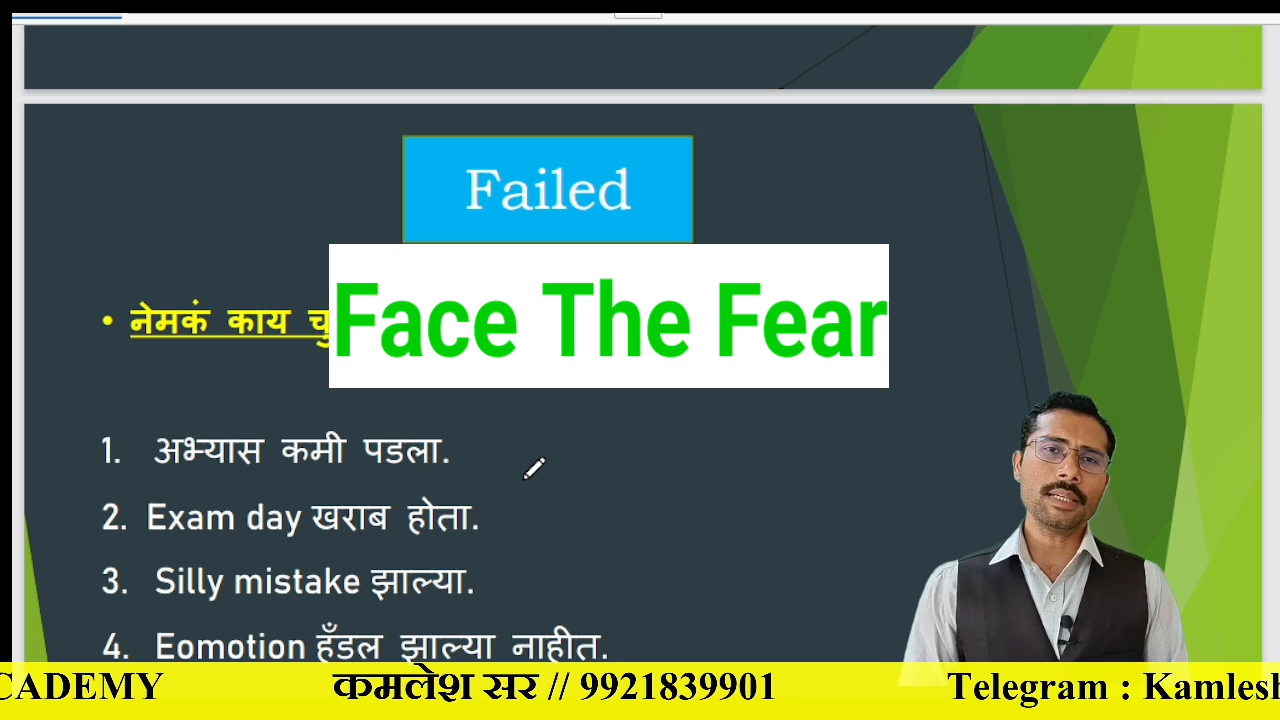 Failed
Face The Fear
• नेमकं काय
1. अभ्यास कमी पडला.
2. Exam day खराब होता.
3. Silly mistake झाल्या.
4. Eomotion हँडल झाल्या नाहीत.
CADEMY कमलेश सर // 9921839901 Telegram : Kamlesh